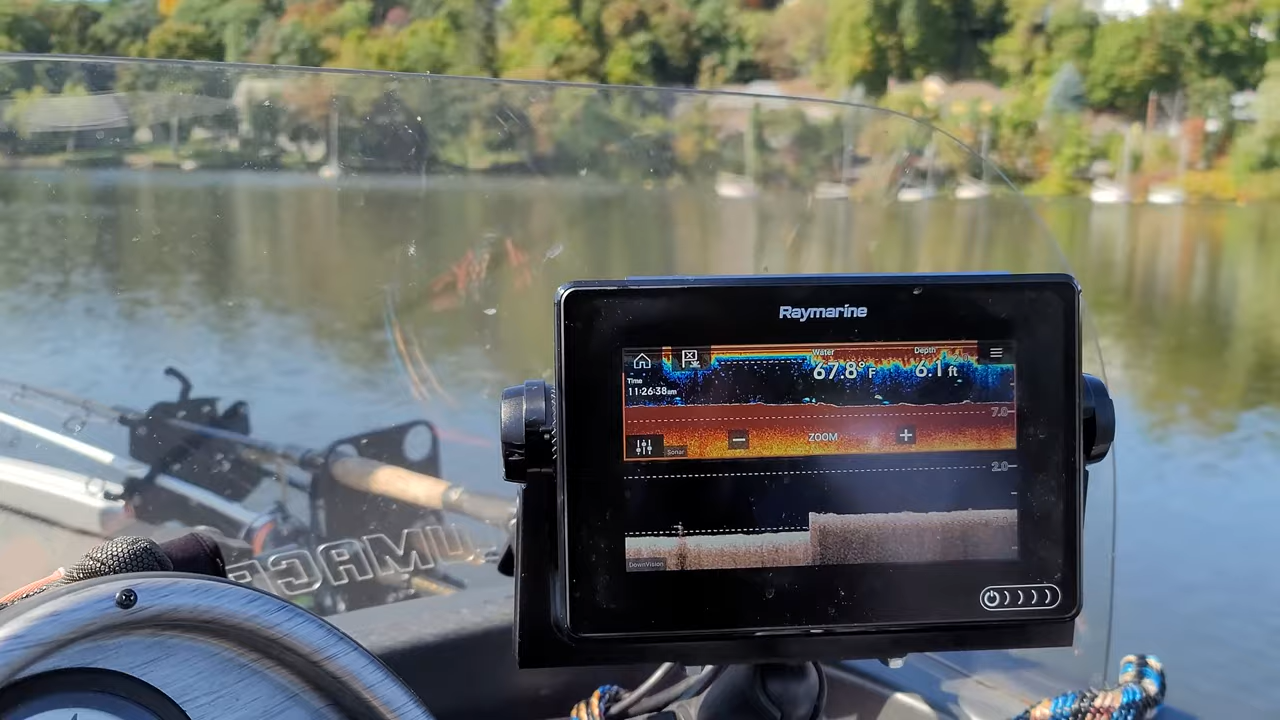 Raymarine
Water
Depth
67.8° F
6.1 ft
Time
11:26:38am
7.0
ZOOM
Sonar
2.0
DownVision